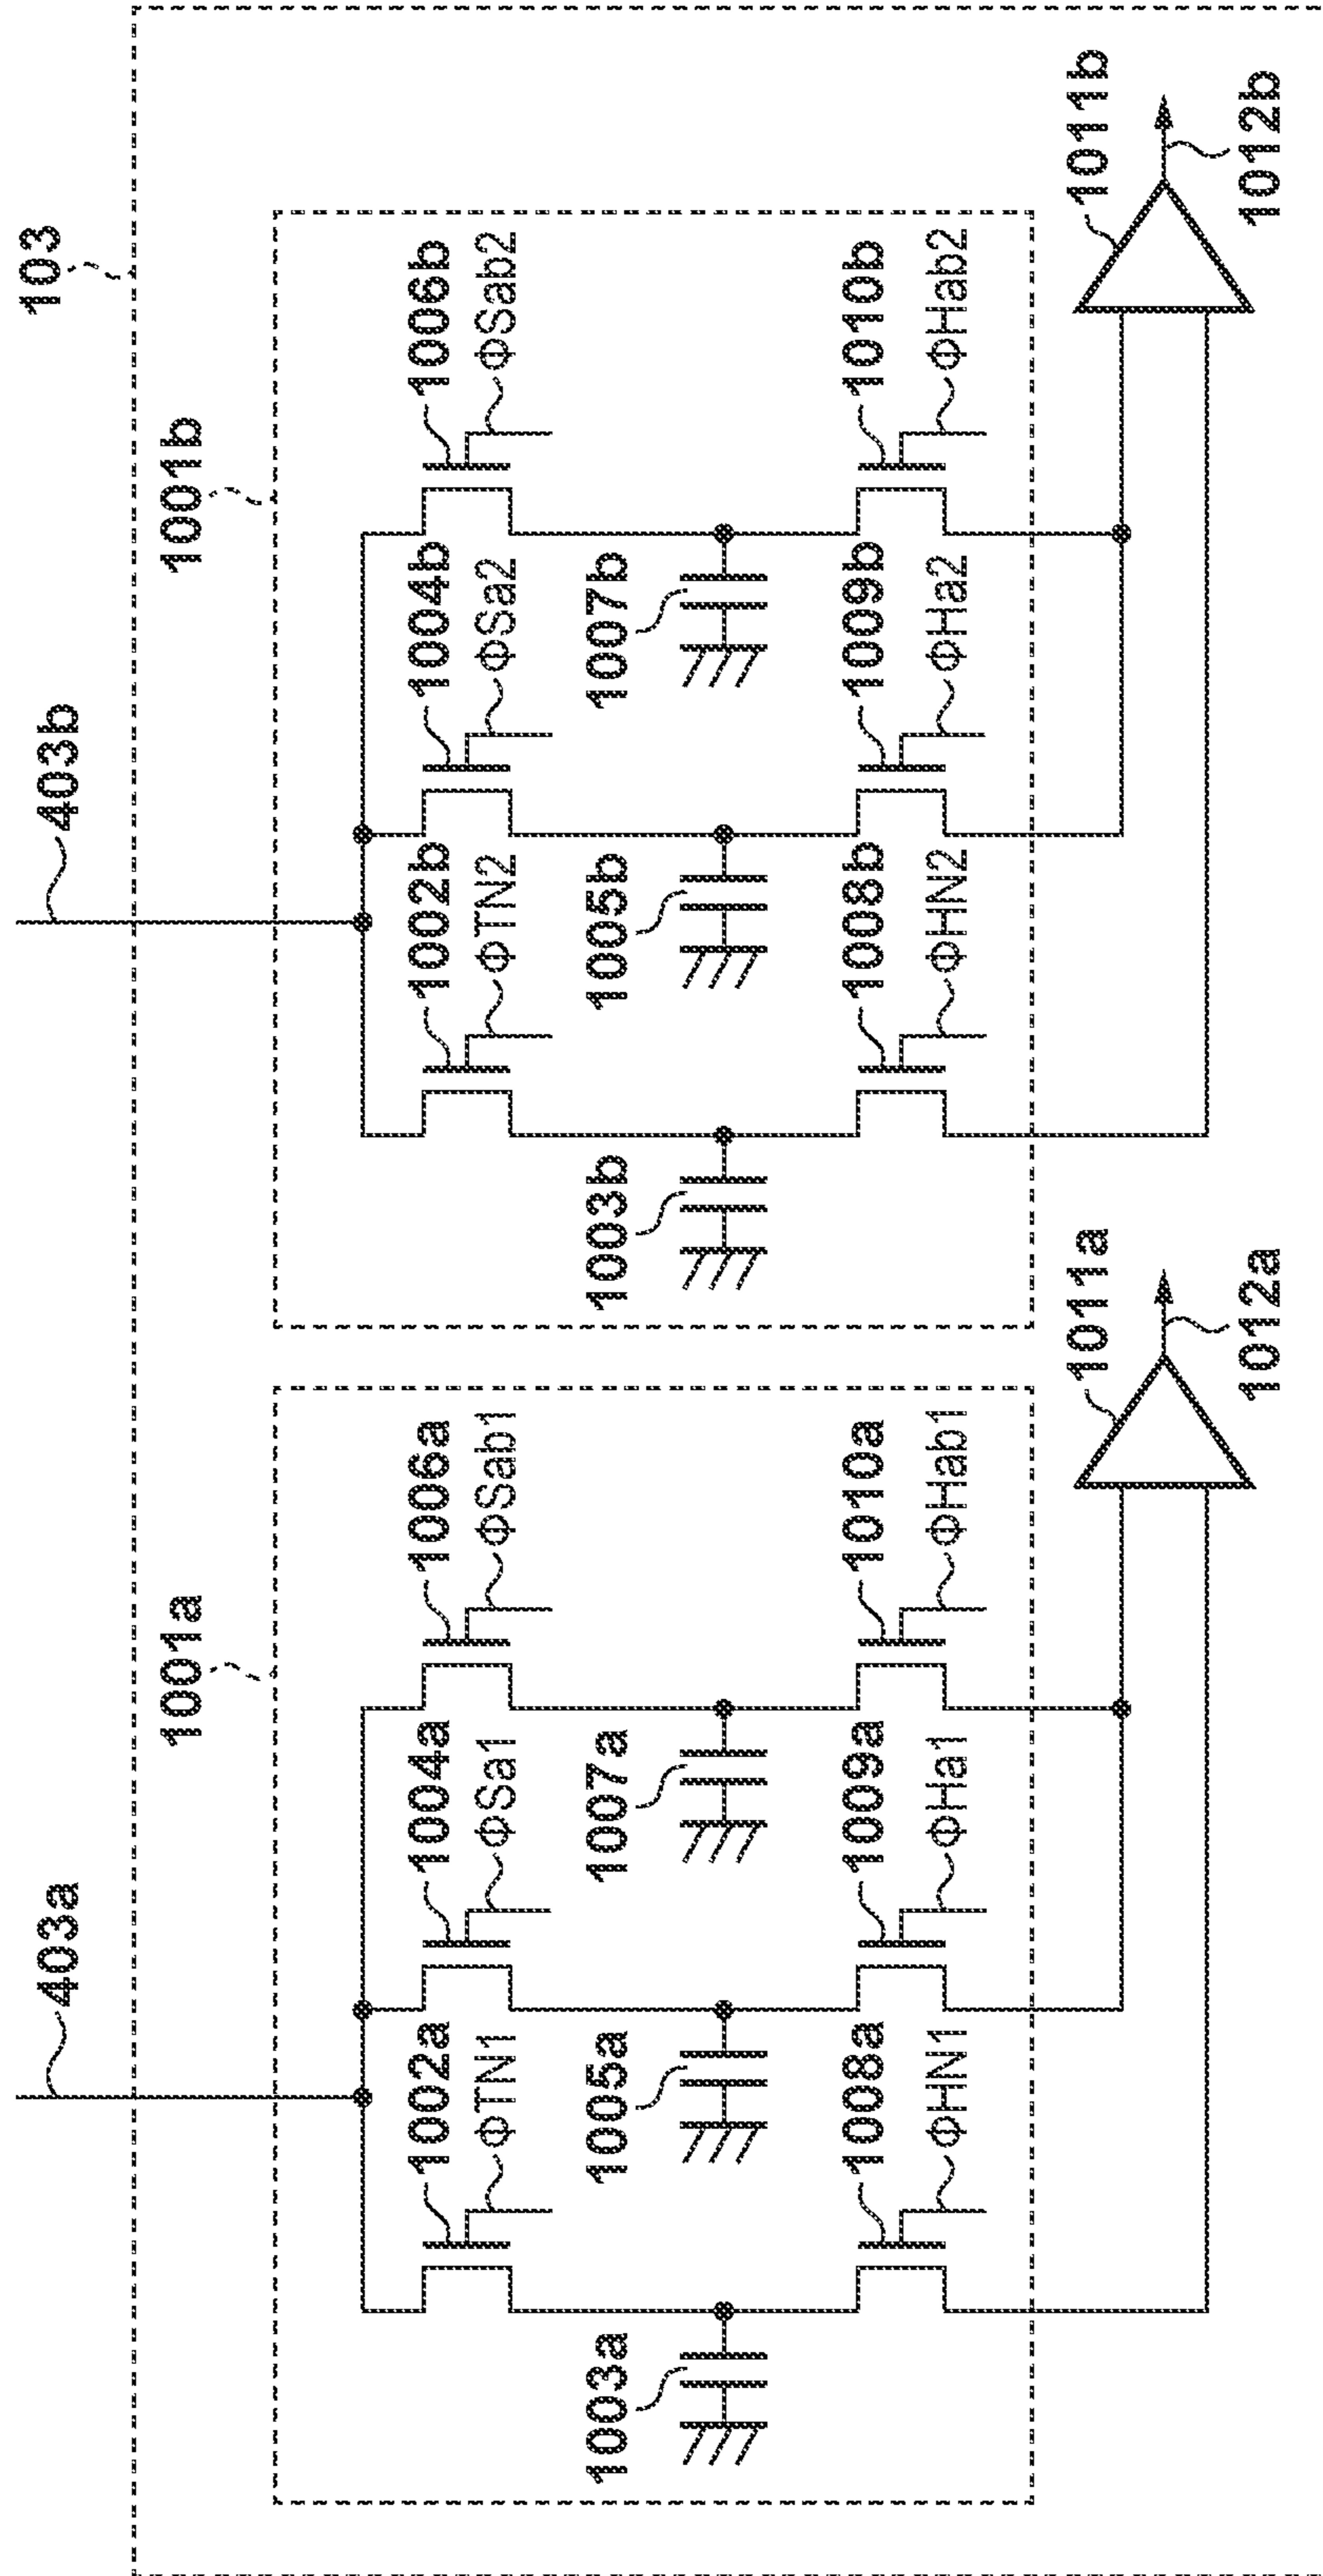 103
403a
403b
1001a
1001b
1002a
ΦTN1
1004a
ΦSa1
1006a
ΦSab1
1002b
ΦTN2
1004b
ΦSa2
1006b
ΦSab2
1003a
1005a
1007a
1003b
1005b
1007b
1008a
ΦHN1
1009a
ΦHa1
1010a
ΦHab1
1008b
ΦHN2
1009b
ΦHa2
1010b
ΦHab2
1011a
1011b
1012a
1012b